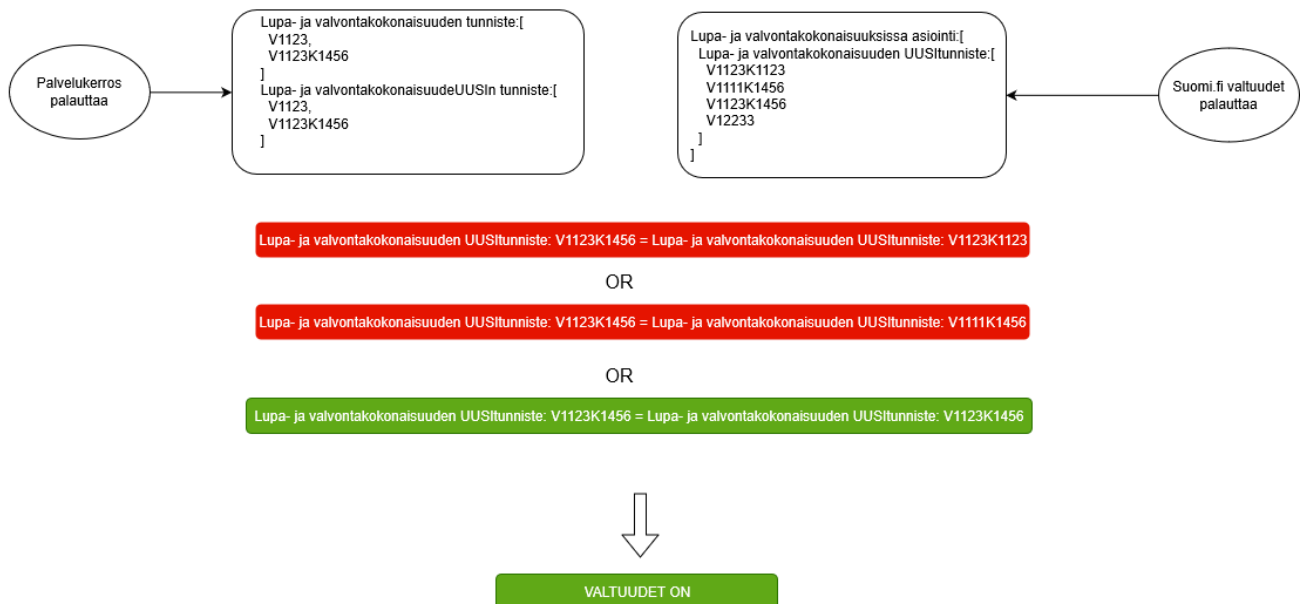 Palvelukerros
palauttaa
Lupa- ja valvontakokonaisuuden tunniste:[
V1123,
V1123K1456
]
Lupa- ja valvontakokonaisuudeUUSIn tunniste:[
V1123,
V1123K1456
]
Lupa- ja valvontakokonaisuuksissa asiointi:[
Lupa- ja valvontakokonaisuuden UUSItunniste:[
V1123K1123
V1111K1456
V1123K1456
V12233
]
]
Suomi.fi valtuudet
palauttaa
Lupa- ja valvontakokonaisuuden UUSItunniste: V1123K1456 = Lupa- ja valvontakokonaisuuden UUSItunniste: V1123K1123
OR
Lupa- ja valvontakokonaisuuden UUSItunniste: V1123K1456 = Lupa- ja valvontakokonaisuuden UUSItunniste: V1111K1456
OR
Lupa- ja valvontakokonaisuuden UUSItunniste: V1123K1456 = Lupa- ja valvontakokonaisuuden UUSItunniste: V1123K1456
VALTUUDET ON